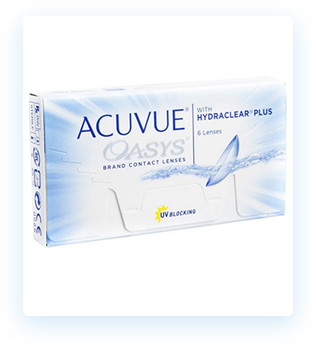 ACUVUE®
OASYS®
BRAND CONTACT LENSES
WITH
HYDRACLEAR® PLUS
6 Lenses
UV BLOCKING